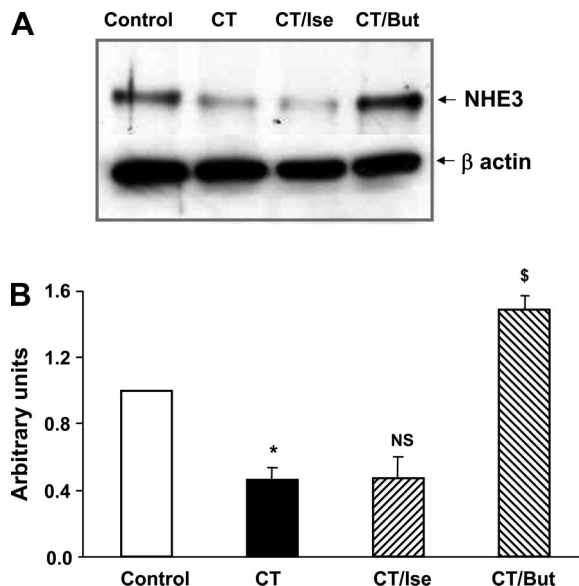 A
Control CT CT/Ise CT/But
NHE3
β actin
B
Arbitrary units
1.6
1.2
0.8
0.4
0.0
*
NS
$
Control CT CT/Ise CT/But